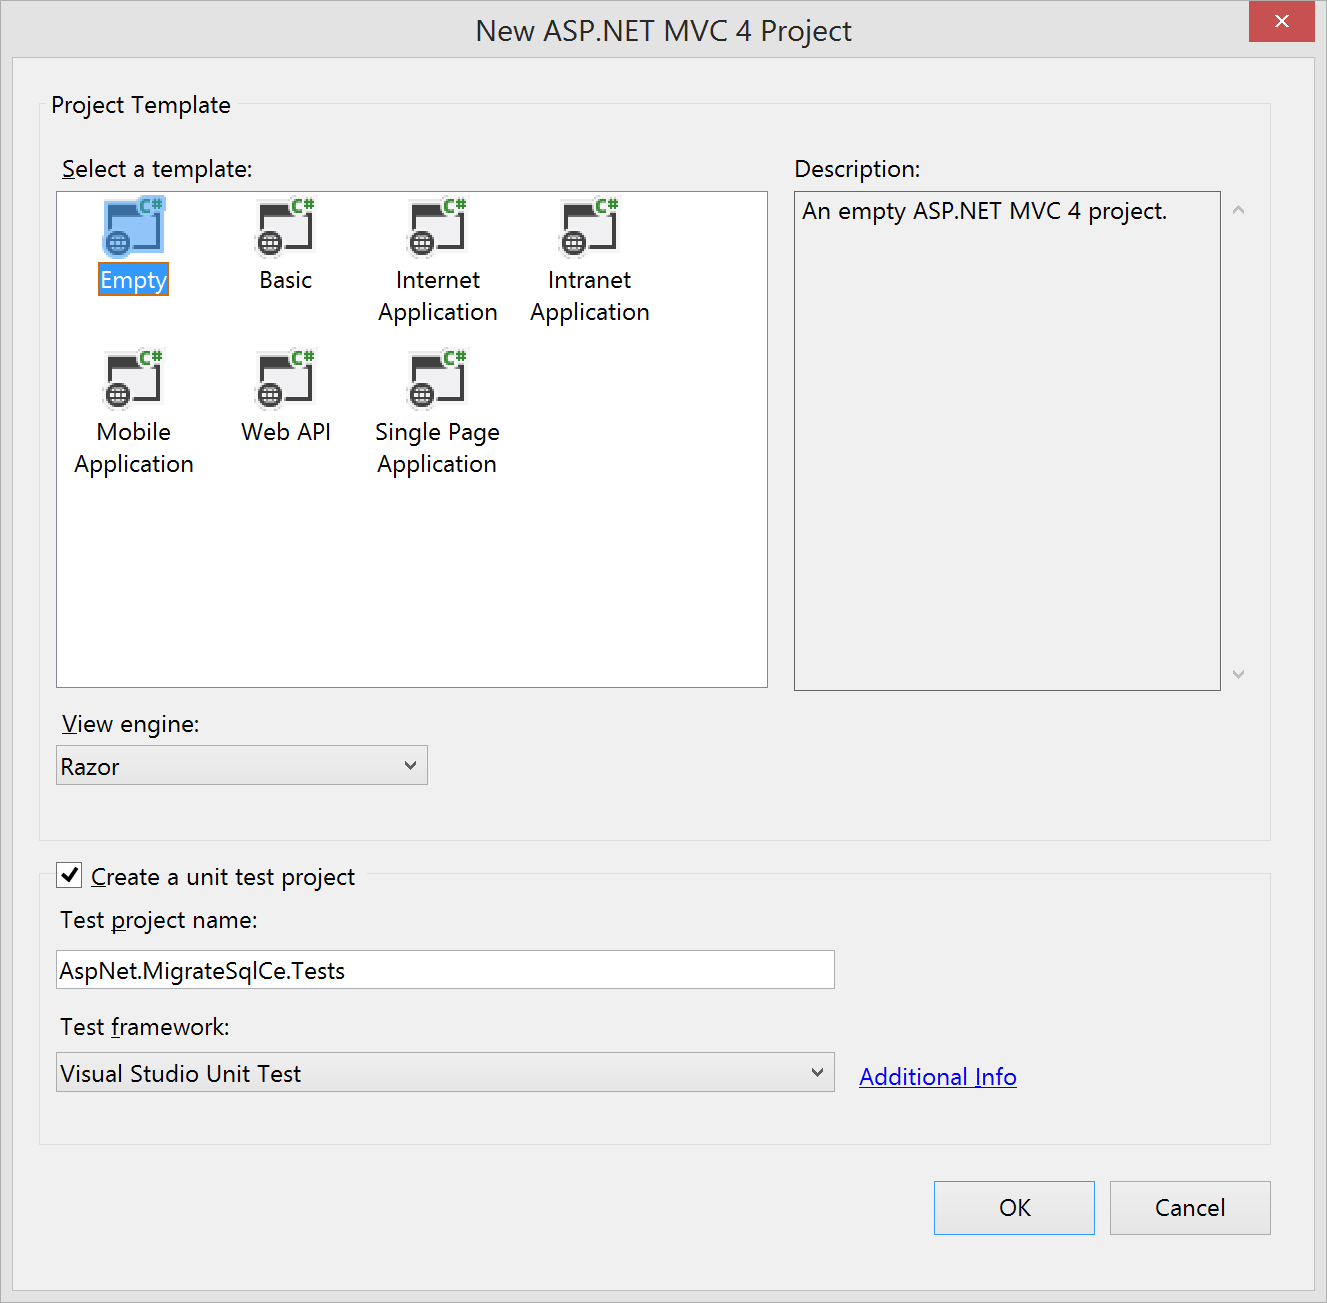 New ASP.NET MVC 4 Project
Project Template
Select a template:
Description:
C# C# C# C#
Empty Basic Internet Application Intranet Application
An empty ASP.NET MVC 4 project.
C# C# C#
Mobile Application Web API Single Page Application
View engine:
Razor
Create a unit test project
Test project name:
AspNet.MigrateSqlCe.Tests
Test framework:
Visual Studio Unit Test
Additional Info
OK Cancel